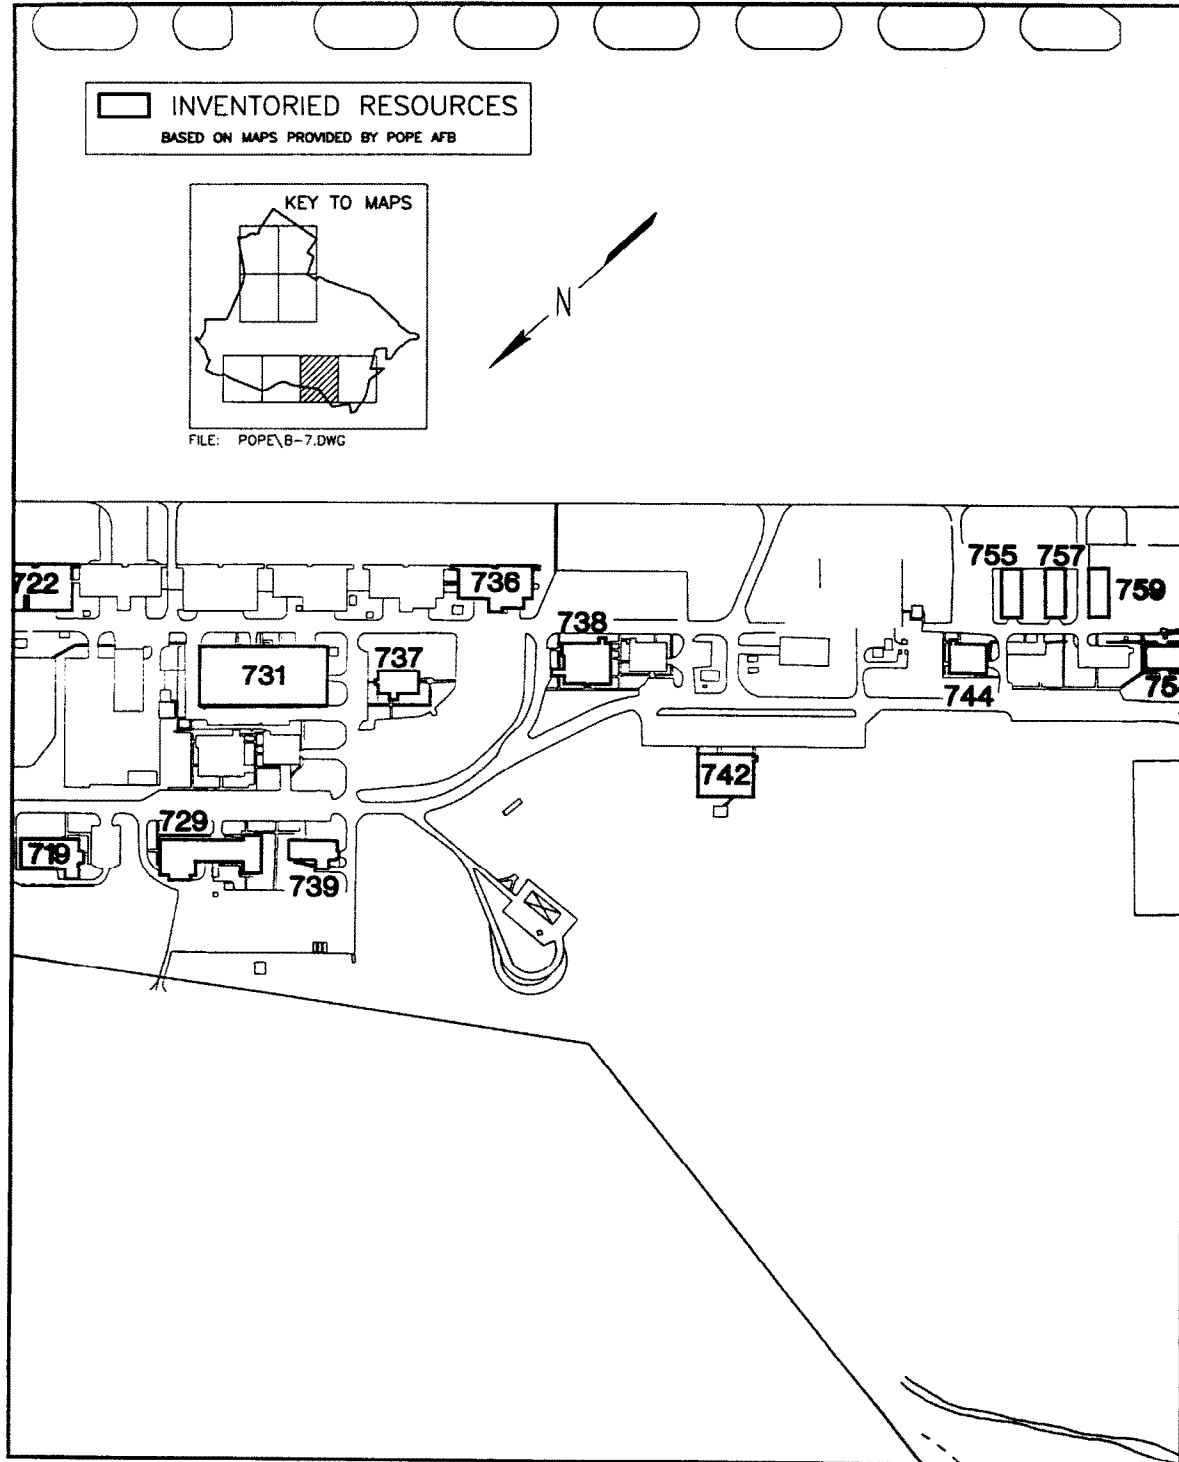 INVENTORIED RESOURCES
BASED ON MAPS PROVIDED BY POPE AFB
KEY TO MAPS
N
FILE: POPE\B-7.DWG
755 757
722 736 759
738
731 737
744 75
742
729
719
739